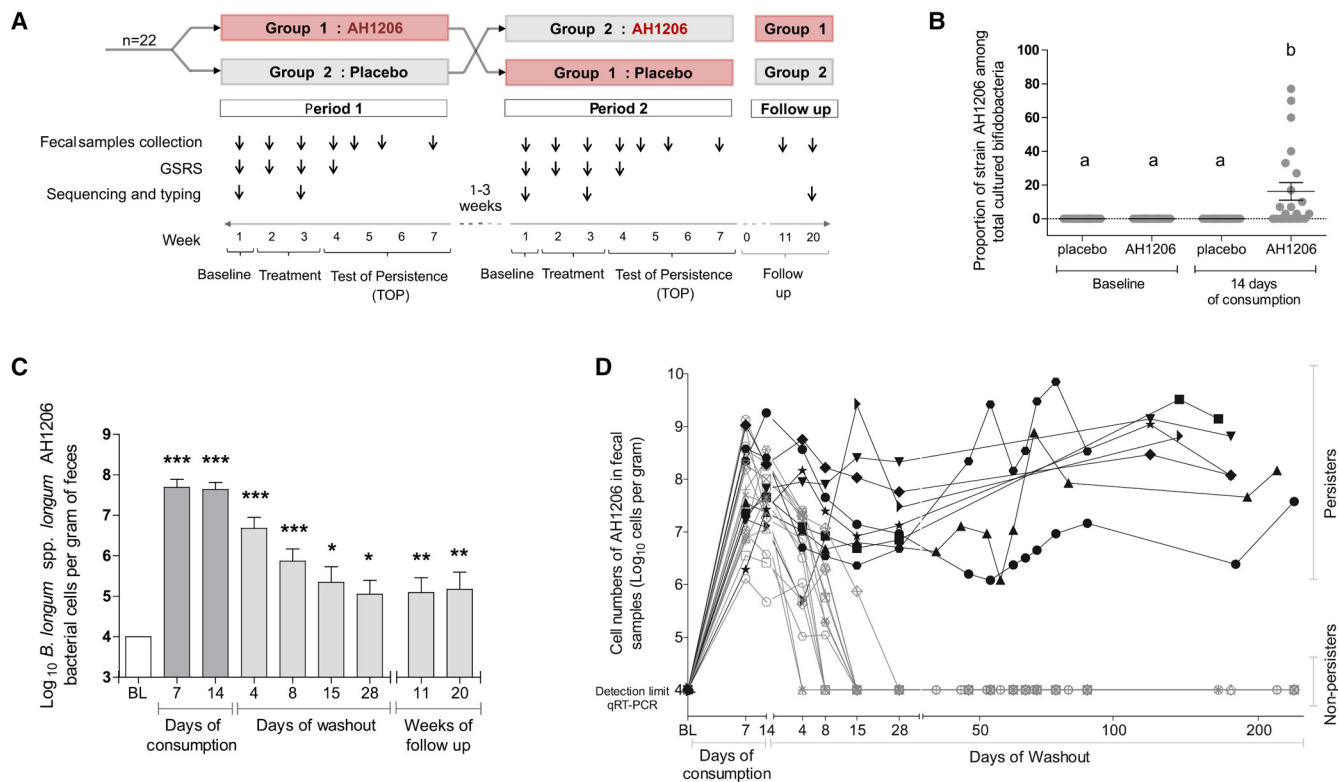 A
n=22
Group 1 : AH1206
Group 2 : AH1206
Group 1
Group 2 : Placebo
Group 1 : Placebo
Group 2
Period 1
Period 2
Follow up
Fecal samples collection
GSRS
Sequencing and typing
1-3
weeks
Week
1 2 3 4 5 6 7
1 2 3 4 5 6 7 0 11 20
Baseline Treatment Test of Persistence
(TOP)
Baseline Treatment Test of Persistence
(TOP)
Follow
up
B
Proportion of strain AH1206 among
total cultured bifidobacteria
100
80
60
40
20
0
a a a b
placebo AH1206 placebo AH1206
Baseline
14 days
of consumption
C
Log10 B. longum spp. longum AH1206
bacterial cells per gram of feces
9
8
7
6
5
4
3
*** *** *** *** * * ** **
BL 7 14 4 8 15 28 11 20
Days of
consumption
Days of washout
Weeks of
follow up
D
Cell numbers of AH1206 in fecal
samples (Log10 cells per gram)
10
9
8
7
6
5
4
Detection limit
qRT-PCR
BL 7 14 4 8 15 28 50 100 200
Days of
consumption
Days of Washout
Persisters
Non-persisters